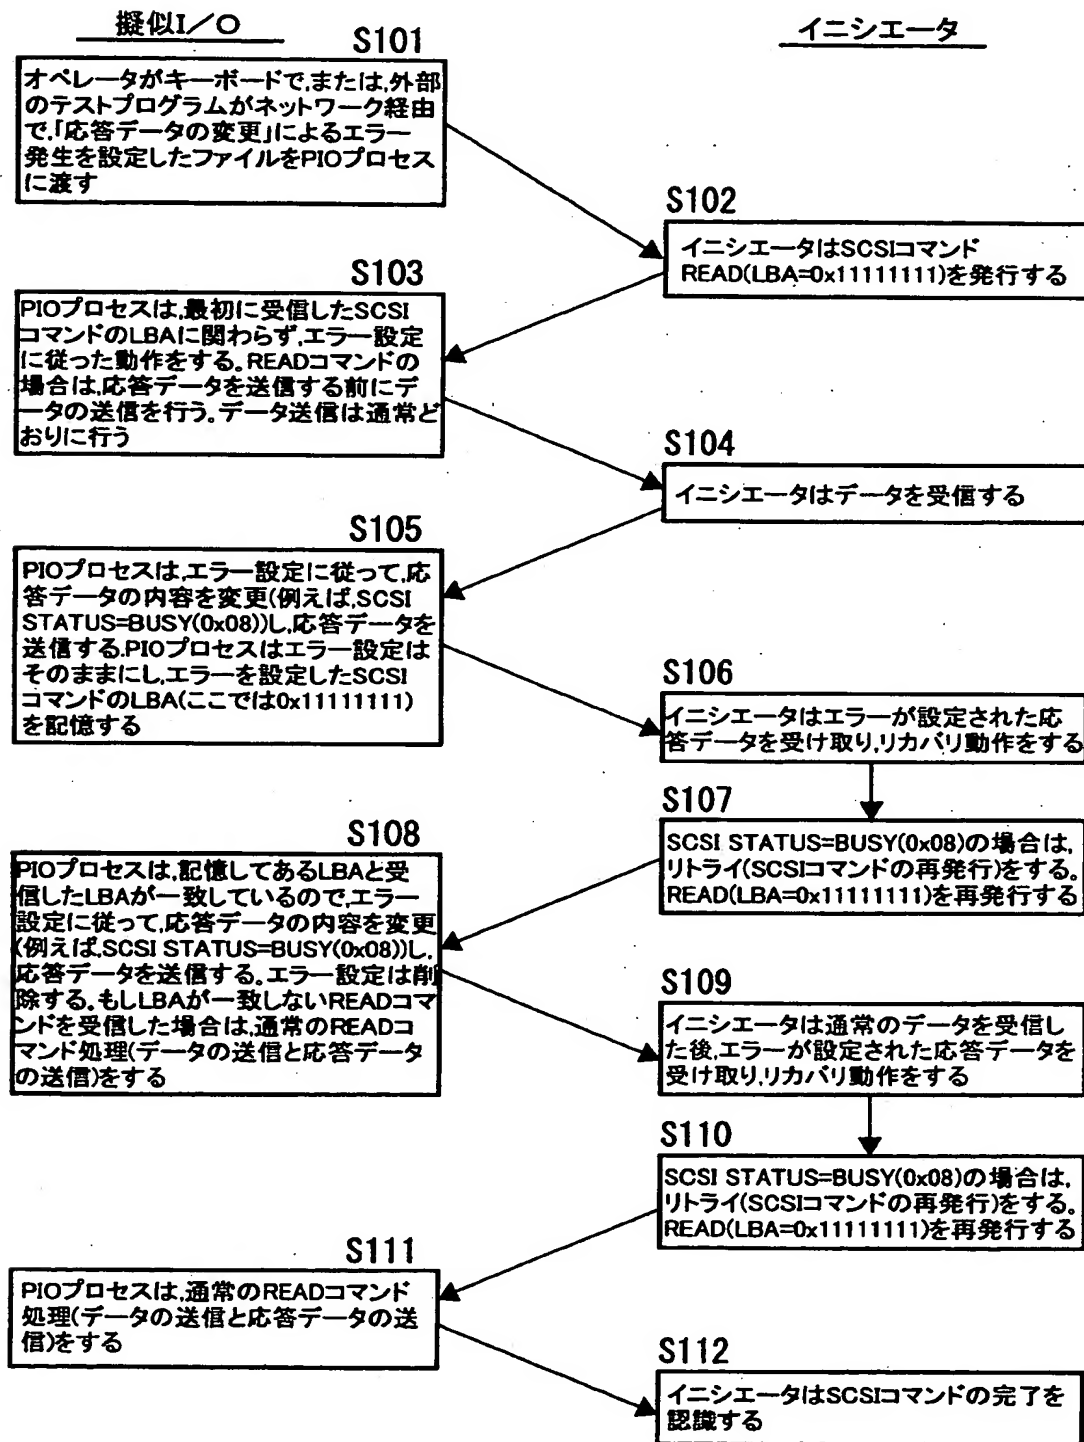 擬似I/O
イニシエータ
S101
オペレータがキーボードで,または,外部
のテストプログラムがネットワーク経由
で,「応答データの変更」によるエラー
発生を設定したファイルをPIOプロセス
に渡す
S102
イニシエータはSCSIコマンド
READ(LBA=0x11111111)を発行する
S103
PIOプロセスは,最初に受信したSCSI
コマンドのLBAに関わらず,エラー設定
に従った動作をする。READコマンドの
場合は,応答データを送信する前にデ
ータの送信を行う。データ送信は通常ど
おりに行う
S104
イニシエータはデータを受信する
S105
PIOプロセスは,エラー設定に従って,応
答データの内容を変更(例えば,SCSI
STATUS=BUSY(0x08))し,応答データを
送信する.PIOプロセスはエラー設定は
そのままにし,エラーを設定したSCSI
コマンドのLBA(ここでは0x11111111)
を記憶する
S106
イニシエータはエラーが設定された応
答データを受け取り,リカバリ動作をする
S107
SCSI STATUS=BUSY(0x08)の場合は,
リトライ(SCSIコマンドの再発行)をする。
READ(LBA=0x11111111)を再発行する
S108
PIOプロセスは,記憶してあるLBAと受
信したLBAが一致しているので,エラー
設定に従って,応答データの内容を変更
(例えば,SCSI STATUS=BUSY(0x08))し,
応答データを送信する。エラー設定は削
除する。もしLBAが一致しないREADコマ
ンドを受信した場合は,通常のREADコ
マンド処理(データの送信と応答データ
の送信)をする
S109
イニシエータは通常のデータを受信し
た後,エラーが設定された応答データを
受け取り,リカバリ動作をする
S110
SCSI STATUS=BUSY(0x08)の場合は,
リトライ(SCSIコマンドの再発行)をする。
READ(LBA=0x11111111)を再発行する
S111
PIOプロセスは,通常のREADコマンド
処理(データの送信と応答データの送
信)をする
S112
イニシエータはSCSIコマンドの完了を
認識する